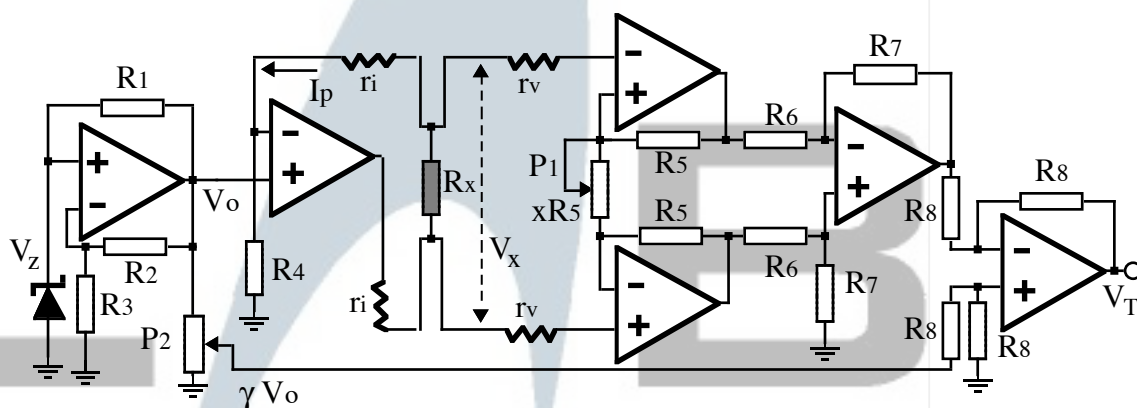 R1
Vz
R2
R3
P2
γ Vo
Vo
+
-
Ip
ri
-
+
R4
ri
Rx
Vx
rv
rv
-
+
P1
xR5
R5
R5
-
+
R6
R6
R7
-
+
R7
R8
R8
-
+
R8
R8
VT
B